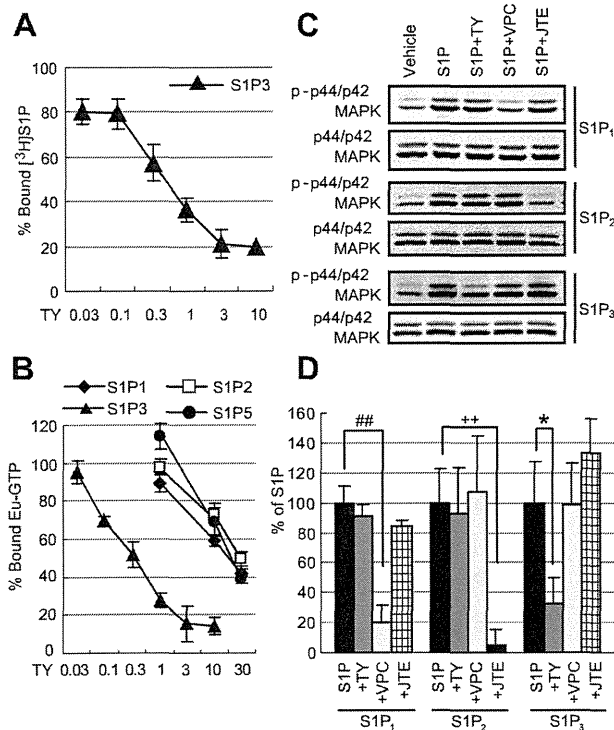 A
S1P3
% Bound [³H]S1P
100
80
60
40
20
0
TY 0.03 0.1 0.3 1 3 10
B
S1P1 S1P2
S1P3 S1P5
% Bound Eu-GTP
120
100
80
60
40
20
0
TY 0.03 0.1 0.3 1 3 10 30
C
Vehicle S1P S1P+TY S1P+VPC S1P+JTE
p-p44/p42
MAPK
p44/p42
MAPK
S1P₁
p-p44/p42
MAPK
p44/p42
MAPK
S1P₂
p-p44/p42
MAPK
p44/p42
MAPK
S1P₃
D
% of S1P
160
140
120
100
80
60
40
20
0
## ++ *
S1P +TY +VPC +JTE S1P +TY +VPC +JTE S1P +TY +VPC +JTE
S1P₁ S1P₂ S1P₃